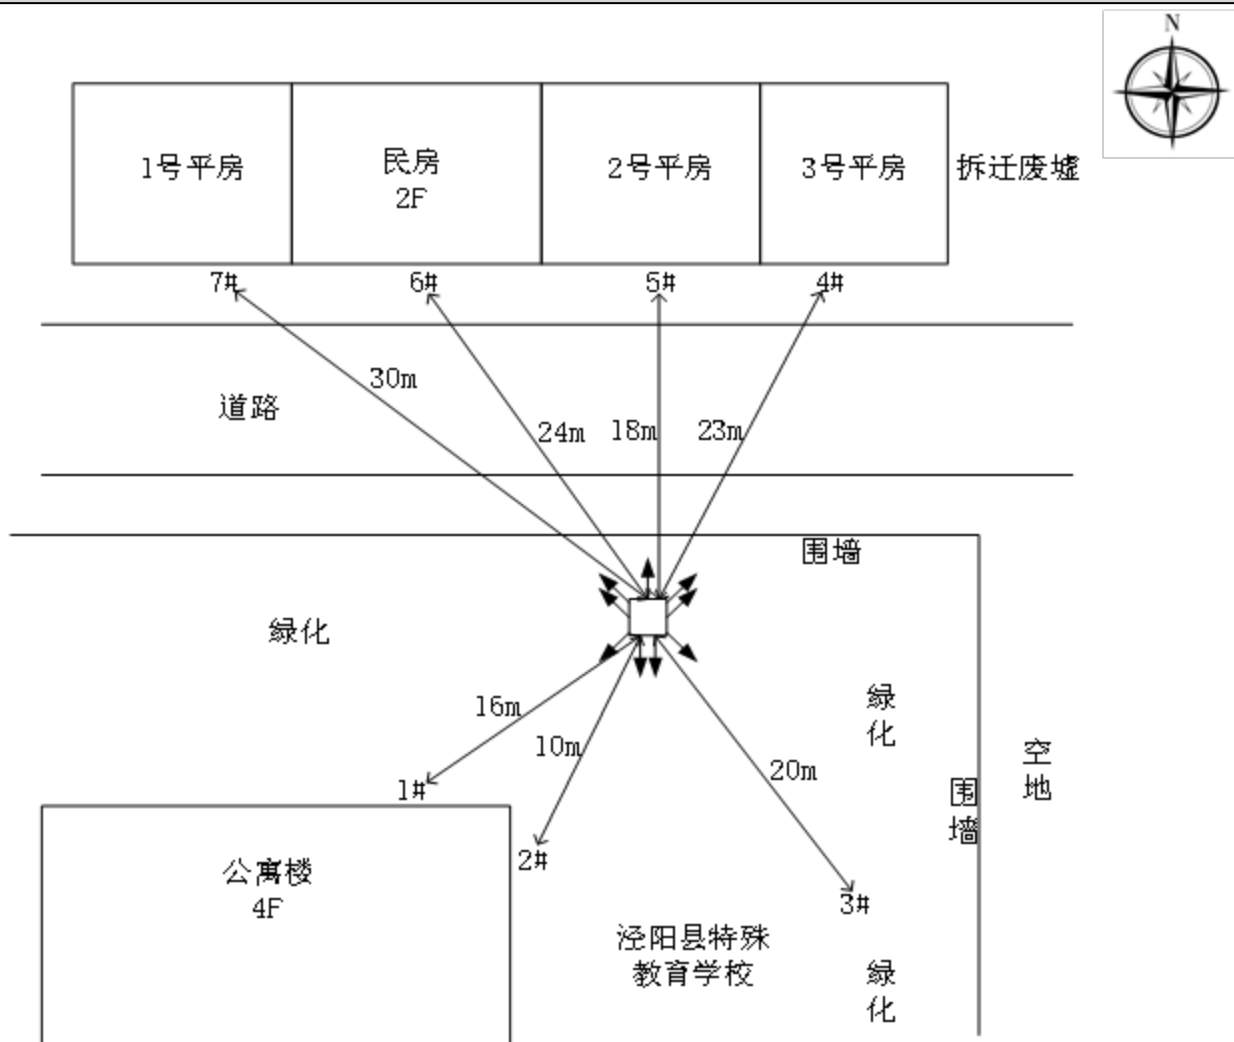 N
1号平房
民房
2F
2号平房
3号平房
拆迁废墟
7#
6#
5#
4#
30m
道路
24m
18m
23m
围墙
绿化
16m
10m
20m
绿
化
1#
2#
3#
围
墙
空
地
公寓楼
4F
泾阳县特殊
教育学校
绿
化